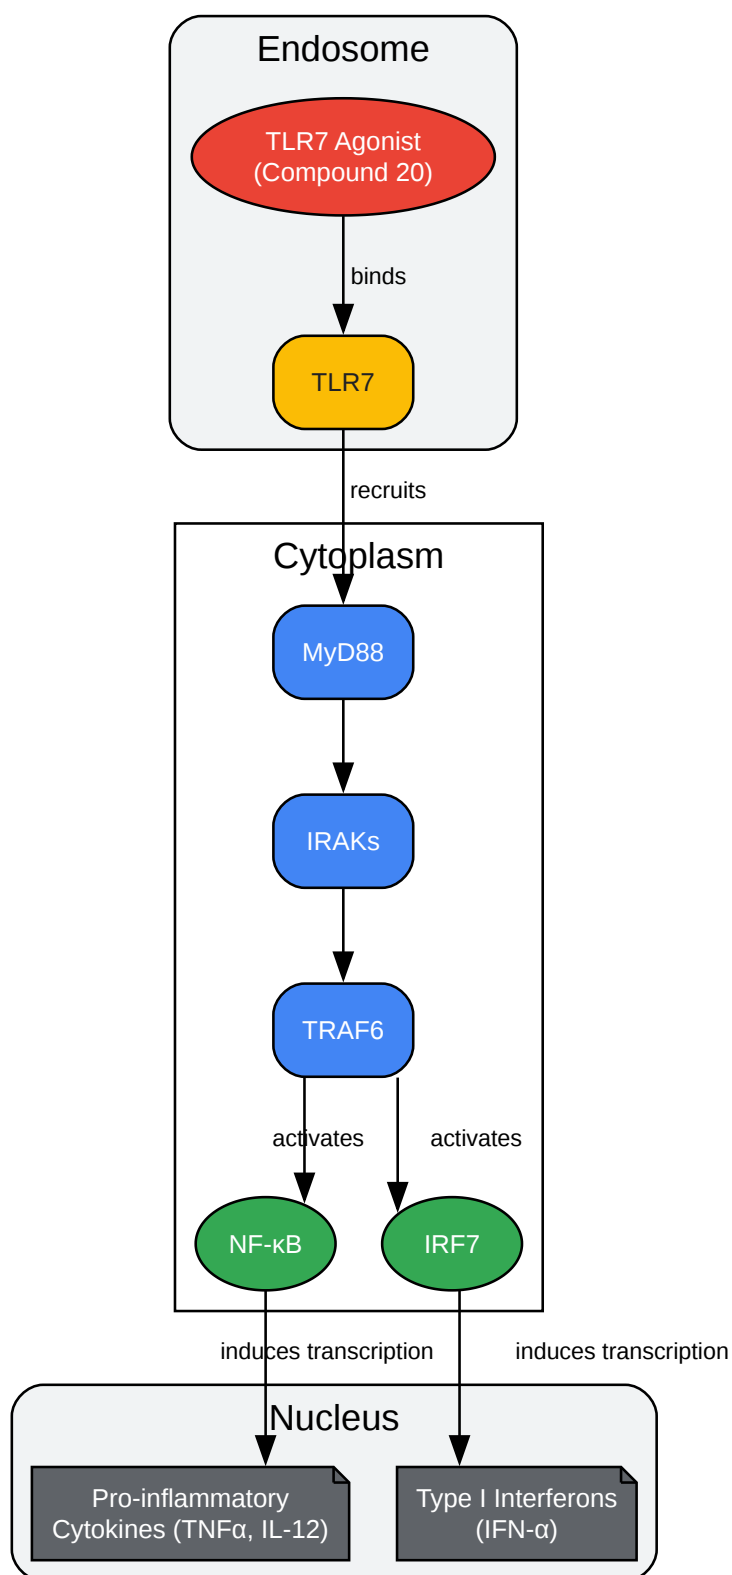 Endosome
TLR7 Agonist
(Compound 20)
binds
TLR7
recruits
Cytoplasm
MyD88
IRAKs
TRAF6
activates
activates
NF-κB
IRF7
induces transcription
induces transcription
Nucleus
Pro-inflammatory
Cytokines (TNFα, IL-12)
Type I Interferons
(IFN-α)